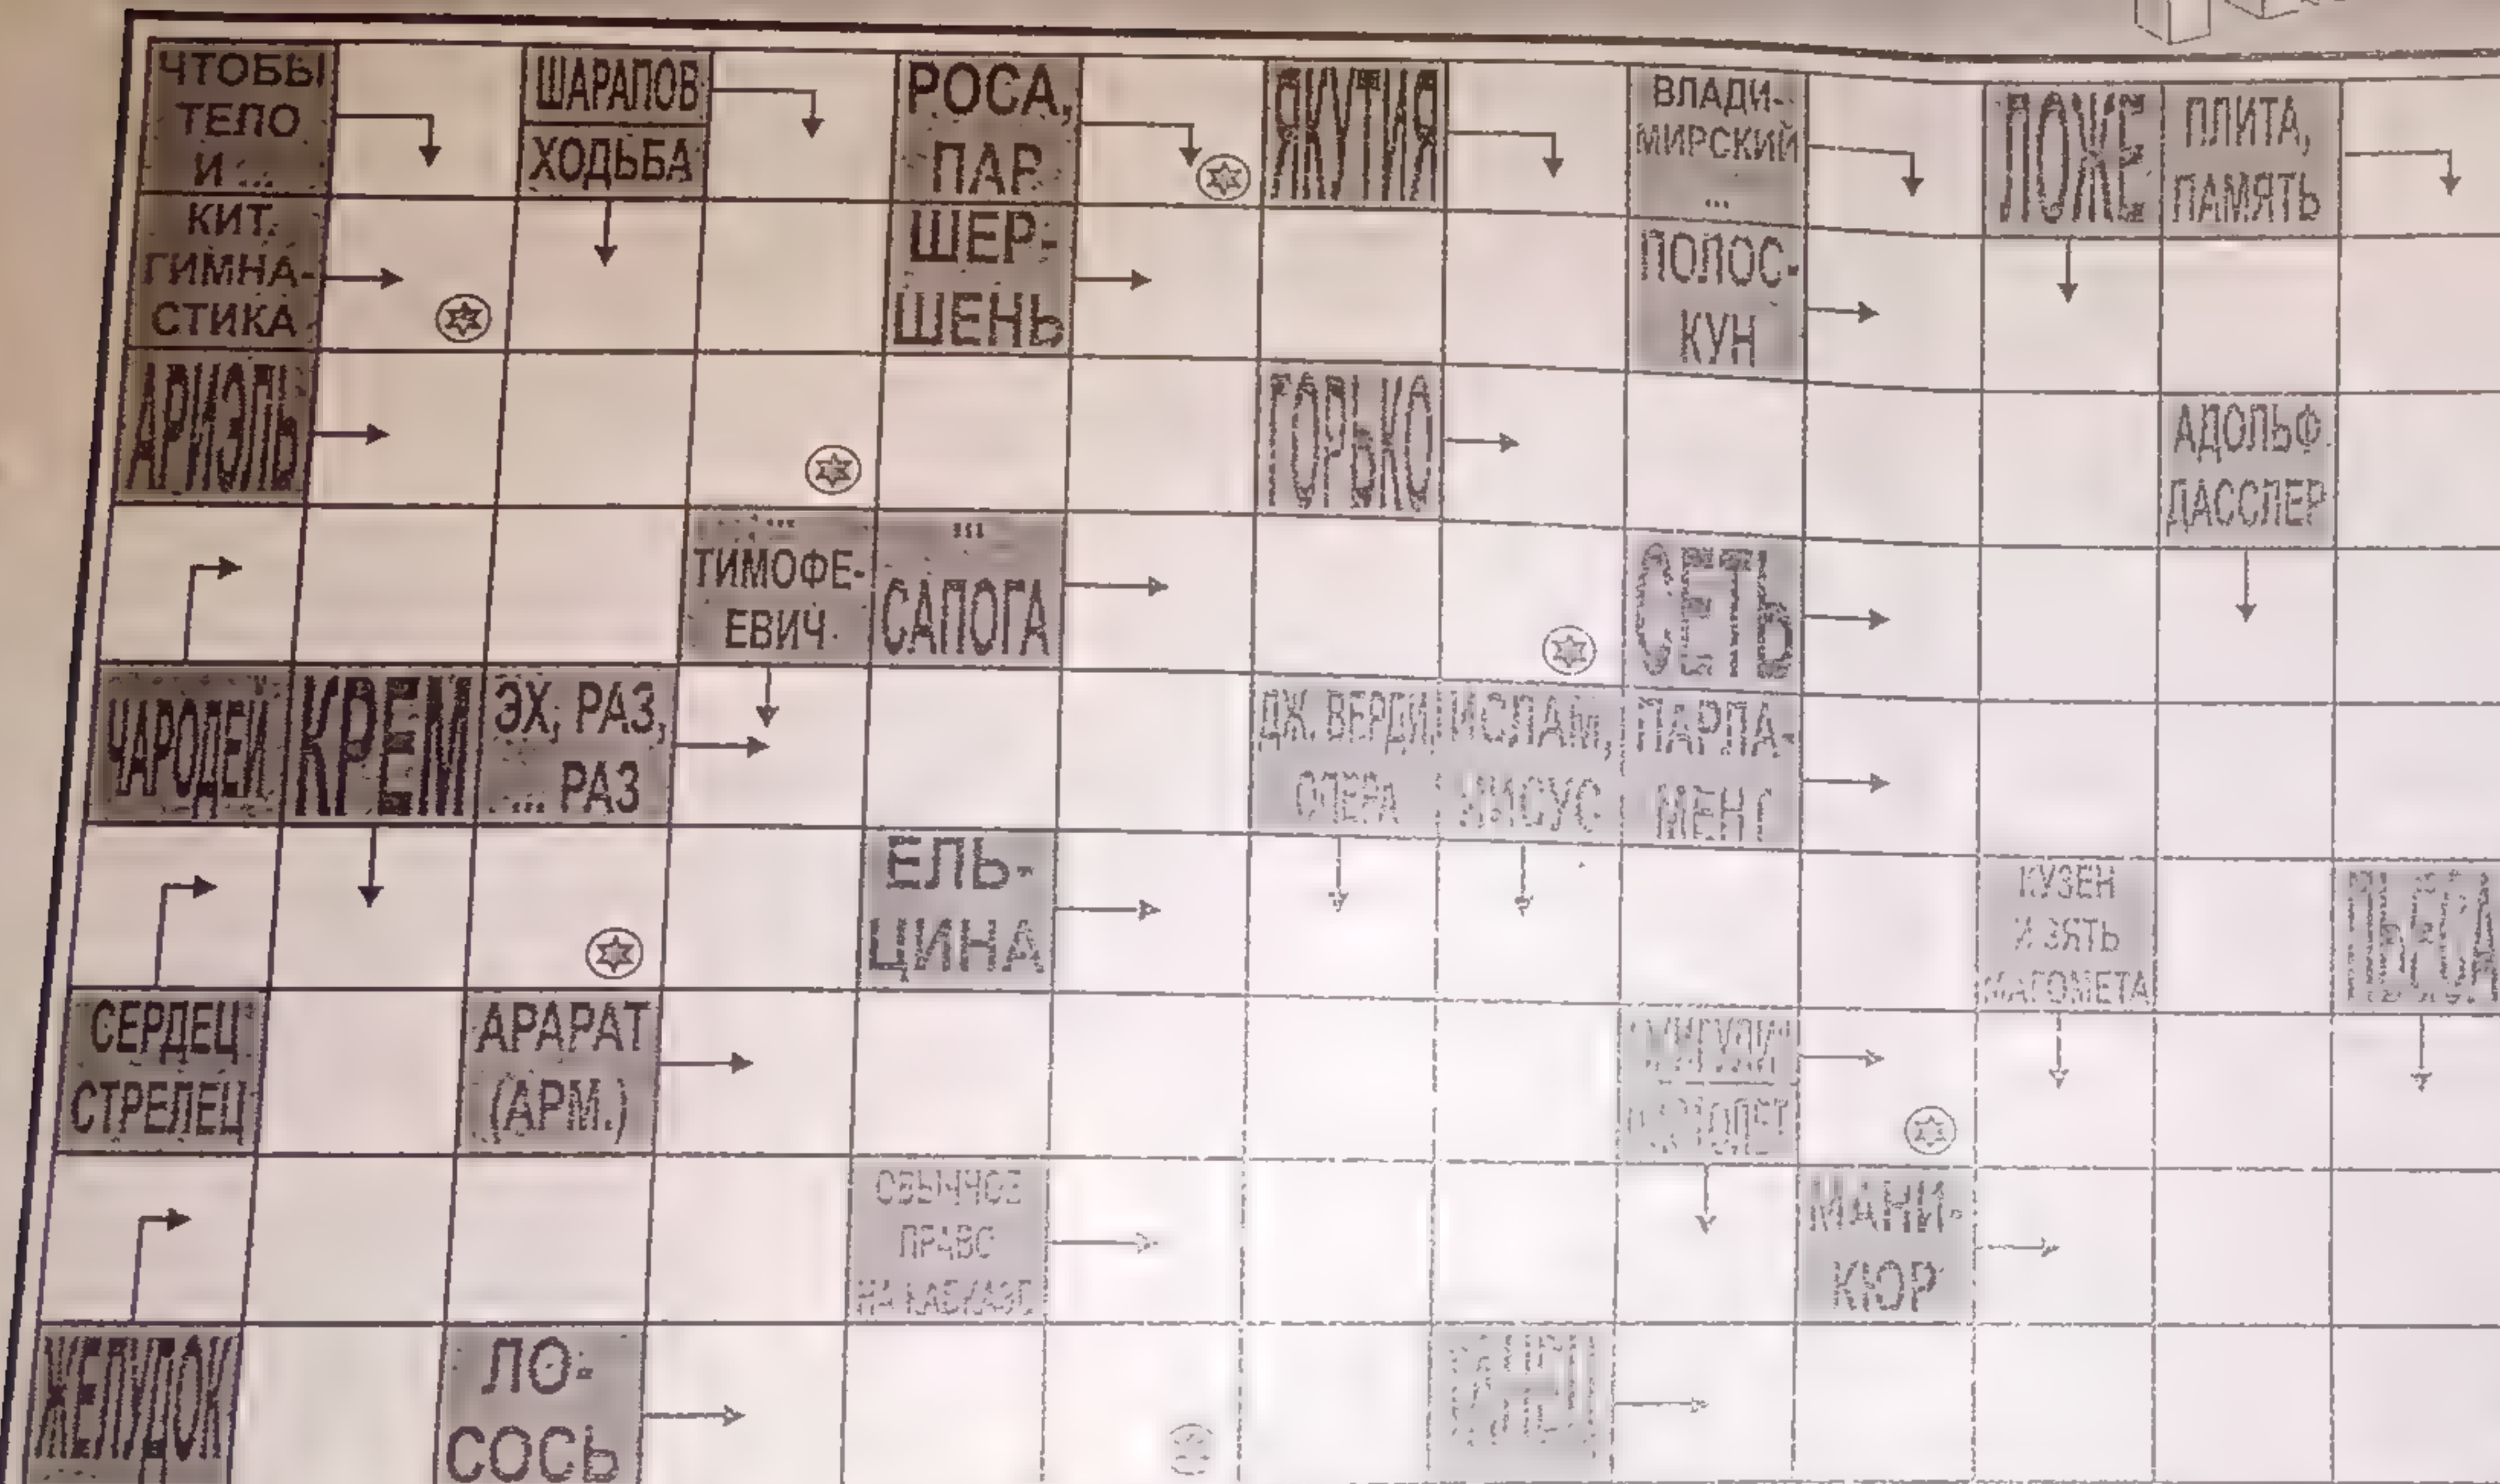 ЧТОБЫ
ТЕЛО
И ...
ШАРАПОВ
ХОДЬБА
РОСА,
ПАР
ЯКУТИЯ
ВЛАДИ-
МИРСКИЙ
...
ЛОЖЕ
ПЛИТА,
ПАМЯТЬ
КИТ.
ГИМНА-
СТИКА
ШЕР-
ШЕНЬ
ПОЛОС-
КУН
АРИЭЛЬ
ГОРЬКО
АДОЛЬФ
ДАССЛЕР
...
ТИМОФЕ-
ЕВИЧ
...
САПОГА
СЕТЬ
ЧАРОДЕЙ
КРЕМ
ЭХ, РАЗ,
... РАЗ
ДЖ. ВЕРДИ,
ОПЕРА
ИСЛАМ,
ИИСУС
ПАРЛА-
МЕНТ
ЕЛЬ-
ЦИНА
КУЗЕН
И ЗЯТЬ
МАГОМЕТА
СЕРДЕЦ
СТРЕЛЕЦ
АРАРАТ
(АРМ.)
ОБЫЧНОЕ
ПРАВО
НА КАВКАЗЕ
МАНИ-
КЮР
ЖЕЛУДОК
ЛО-
СОСЬ